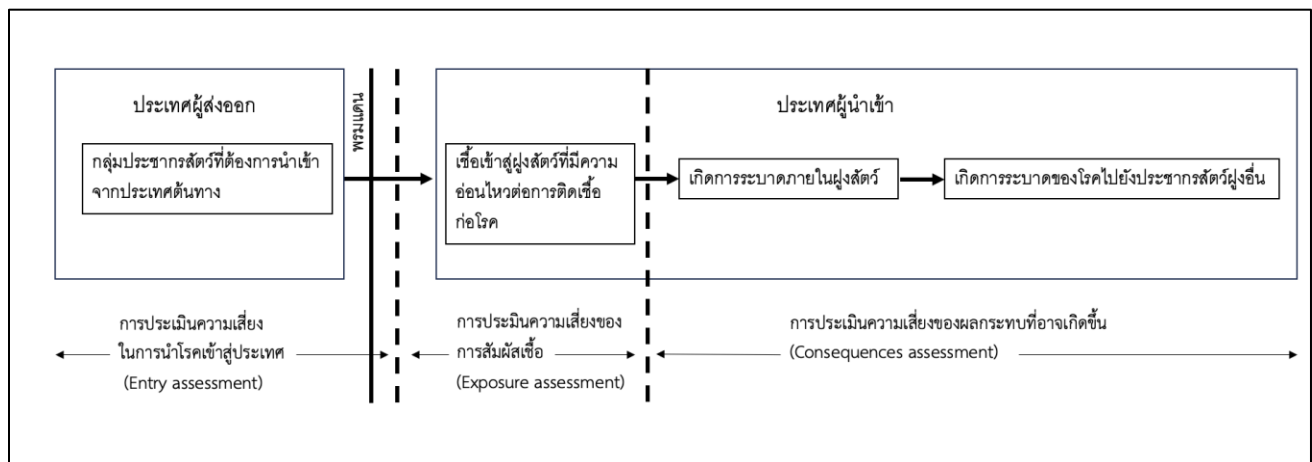 ประเทศผู้ส่งออก
กลุ่มประชากรสัตว์ที่ต้องการนำเข้า
จากประเทศต้นทาง
พรมแดน
ประเทศผู้นำเข้า
เชื้อเข้าสู่ฝูงสัตว์ที่มีความ
อ่อนไหวต่อการติดเชื้อ
ก่อโรค
เกิดการระบาดภายในฝูงสัตว์
เกิดการระบาดของโรคไปยังประชากรสัตว์ฝูงอื่น
การประเมินความเสี่ยง
ในการนำโรคเข้าสู่ประเทศ
(Entry assessment)
การประมินความเสี่ยงของ
การสัมผัสเชื้อ
(Exposure assessment)
การประเมินความเสี่ยงของผลกระทบที่อาจเกิดขึ้น
(Consequences assessment)